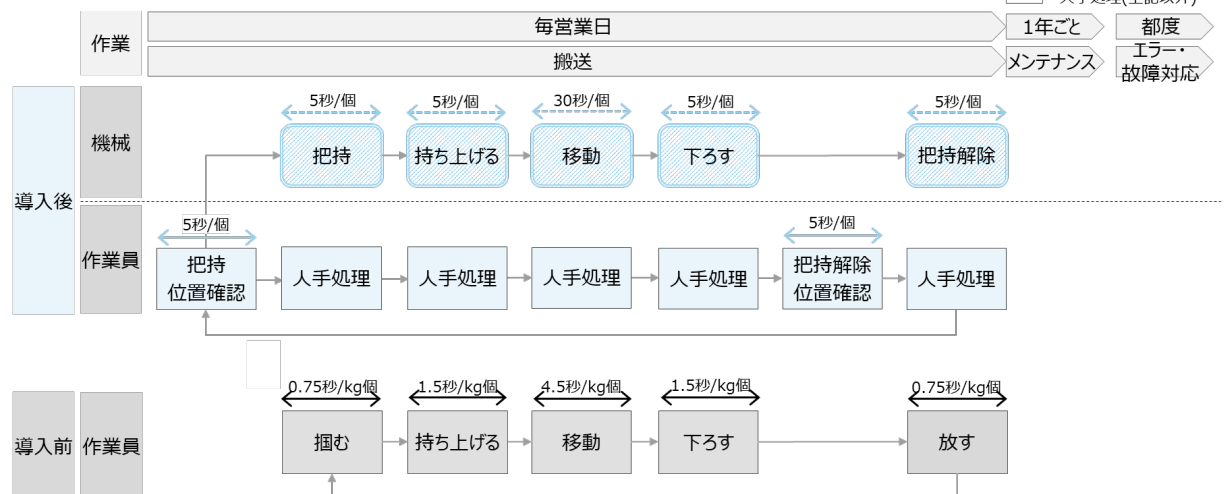 人手処理(上記以外)
作業
毎営業日
1年ごと
都度
搬送
メンテナンス
エラー・
故障対応
導入後
機械
5秒/個
5秒/個
30秒/個
5秒/個
5秒/個
把持
持ち上げる
移動
下ろす
把持解除
作業員
5秒/個
5秒/個
把持
位置確認
人手処理
人手処理
人手処理
人手処理
把持解除
位置確認
人手処理
導入前
作業員
0.75秒/kg個
1.5秒/kg個
4.5秒/kg個
1.5秒/kg個
0.75秒/kg個
掴む
持ち上げる
移動
下ろす
放す